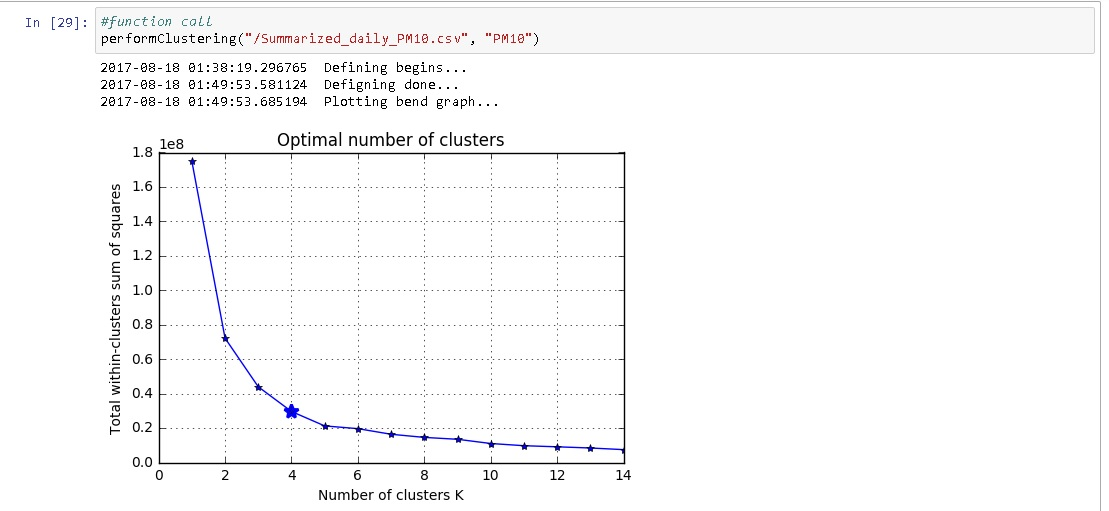 In [29]:
#function call
performClustering("/Summarized_daily_PM10.csv", "PM10")
2017-08-18 01:38:19.296765  Defining begins...
2017-08-18 01:49:53.581124  Defigning done...
2017-08-18 01:49:53.685194  Plotting bend graph...
Optimal number of clusters
1e8
1.8
1.6
1.4
1.2
1.0
0.8
0.6
0.4
0.2
0.0
Total within-clusters sum of squares
0 2 4 6 8 10 12 14
Number of clusters K